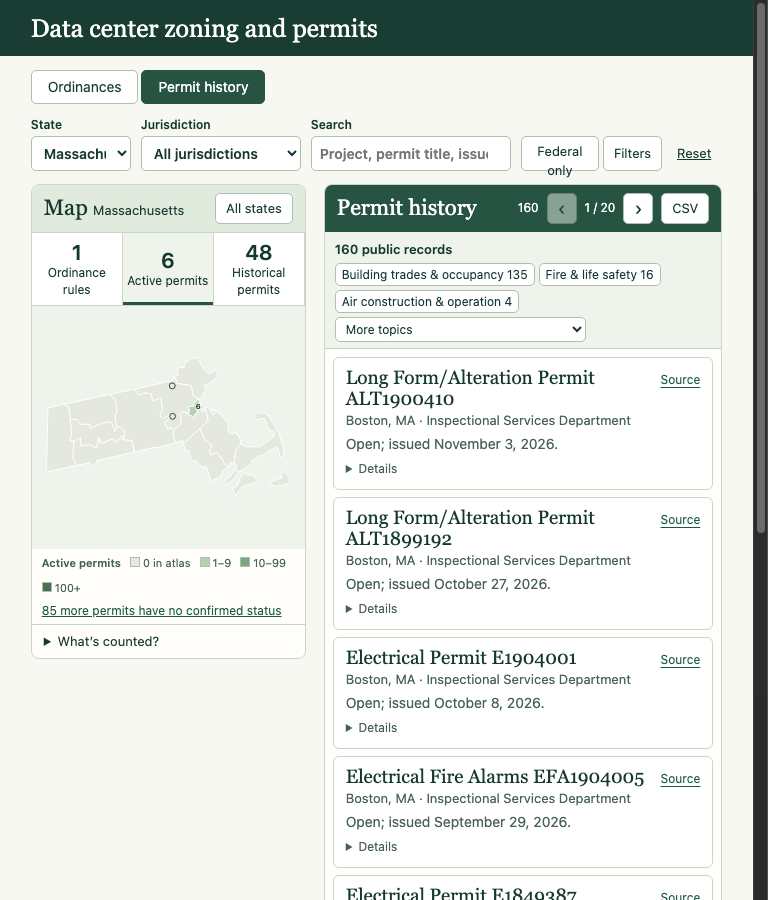 Data center zoning and permits
Ordinances
Permit history
State
Jurisdiction
Search
All jurisdictions
Project, permit title, issu
Federal only
Filters
Reset
Map Massachusetts
All states
1
Ordinance rules
6
Active permits
48
Historical permits
6
Active permits
0 in atlas
1–9
10–99
100+
85 more permits have no confirmed status
What's counted?
Permit history
160
‹
1 / 20
›
CSV
160 public records
Building trades & occupancy 135
Fire & life safety 16
Air construction & operation 4
More topics
Long Form/Alteration Permit
ALT1900410
Source
Boston, MA · Inspectional Services Department
Open; issued November 3, 2026.
Details
Long Form/Alteration Permit
ALT1899192
Source
Boston, MA · Inspectional Services Department
Open; issued October 27, 2026.
Details
Electrical Permit E1904001
Source
Boston, MA · Inspectional Services Department
Open; issued October 8, 2026.
Details
Electrical Fire Alarms EFA1904005
Source
Boston, MA · Inspectional Services Department
Open; issued September 29, 2026.
Details
Electrical Permit E1849387
Source